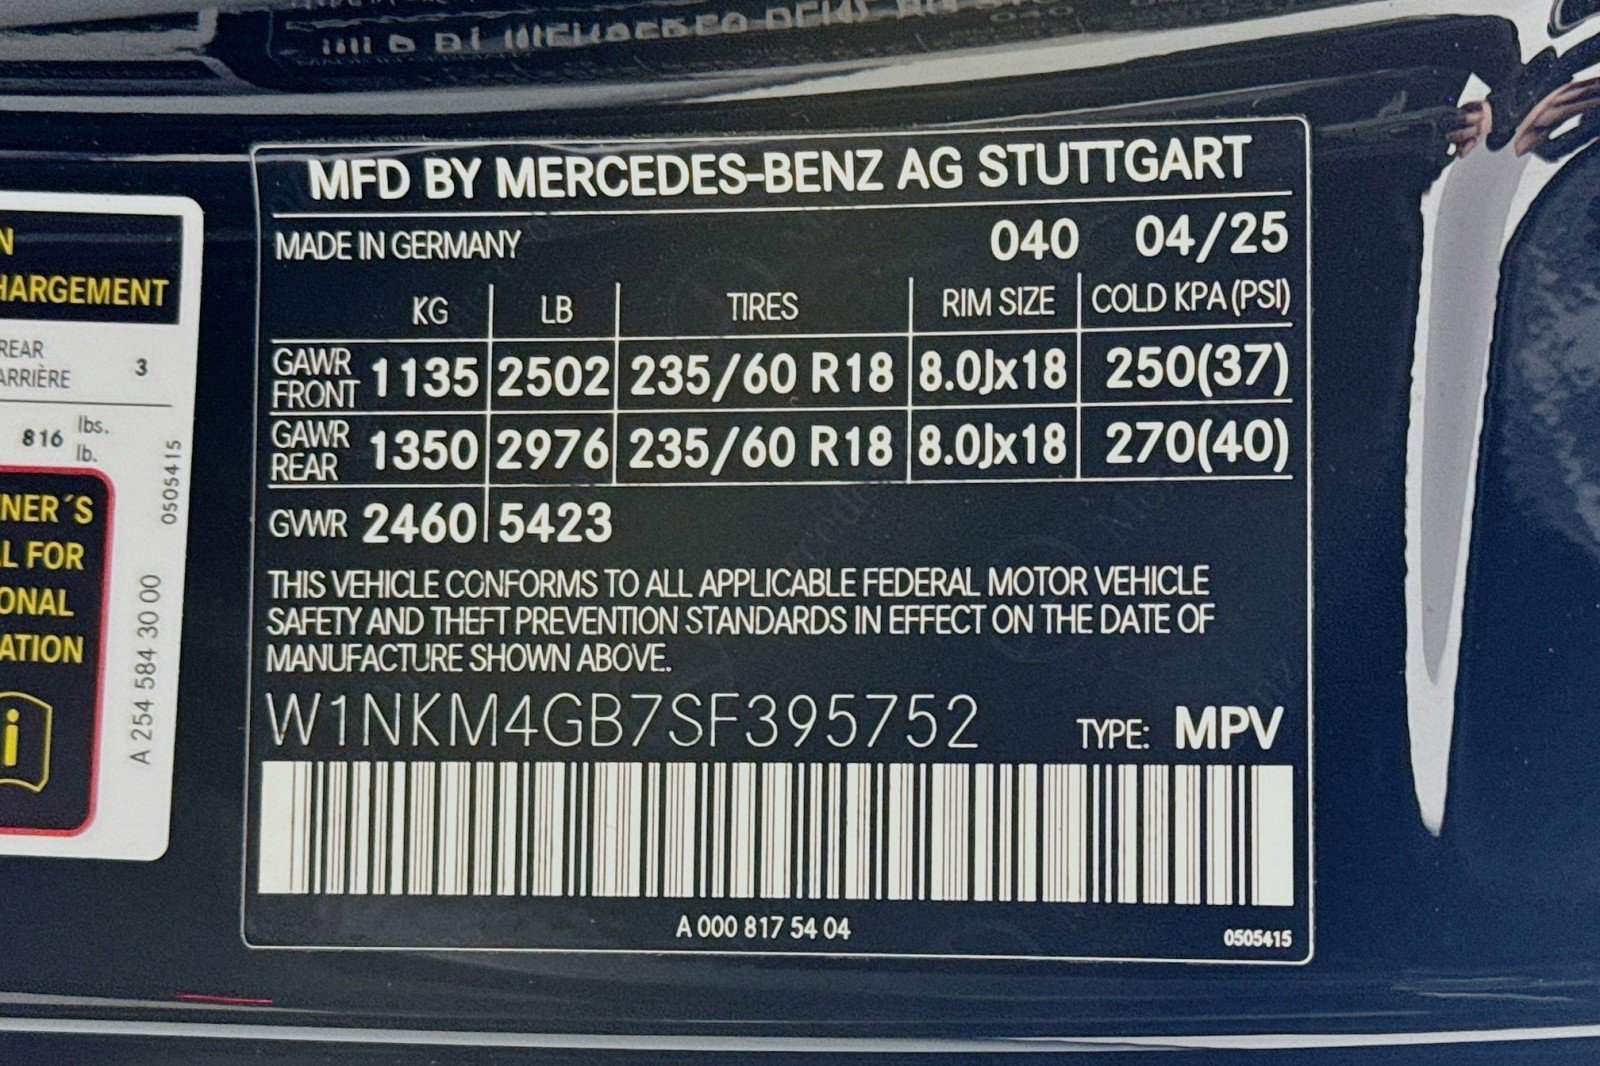 MFD BY MERCEDES-BENZ AG STUTTGART
MADE IN GERMANY 040 04/25
KG LB TIRES RIM SIZE COLD KPA (PSI)
GAWR FRONT 1135 2502 235/60 R18 8.0Jx18 250(37)
GAWR REAR 1350 2976 235/60 R18 8.0Jx18 270(40)
GVWR 2460 5423
THIS VEHICLE CONFORMS TO ALL APPLICABLE FEDERAL MOTOR VEHICLE
SAFETY AND THEFT PREVENTION STANDARDS IN EFFECT ON THE DATE OF
MANUFACTURE SHOWN ABOVE.
W1NKM4GB7SF395752 TYPE: MPV
A 000 817 54 04
0505415
N
HARGEMENT
REAR
ARRIÈRE 3
816 lbs.
lb.
NER´S
L FOR
ONAL
ATION
i
0505415
A 254 584 30 00